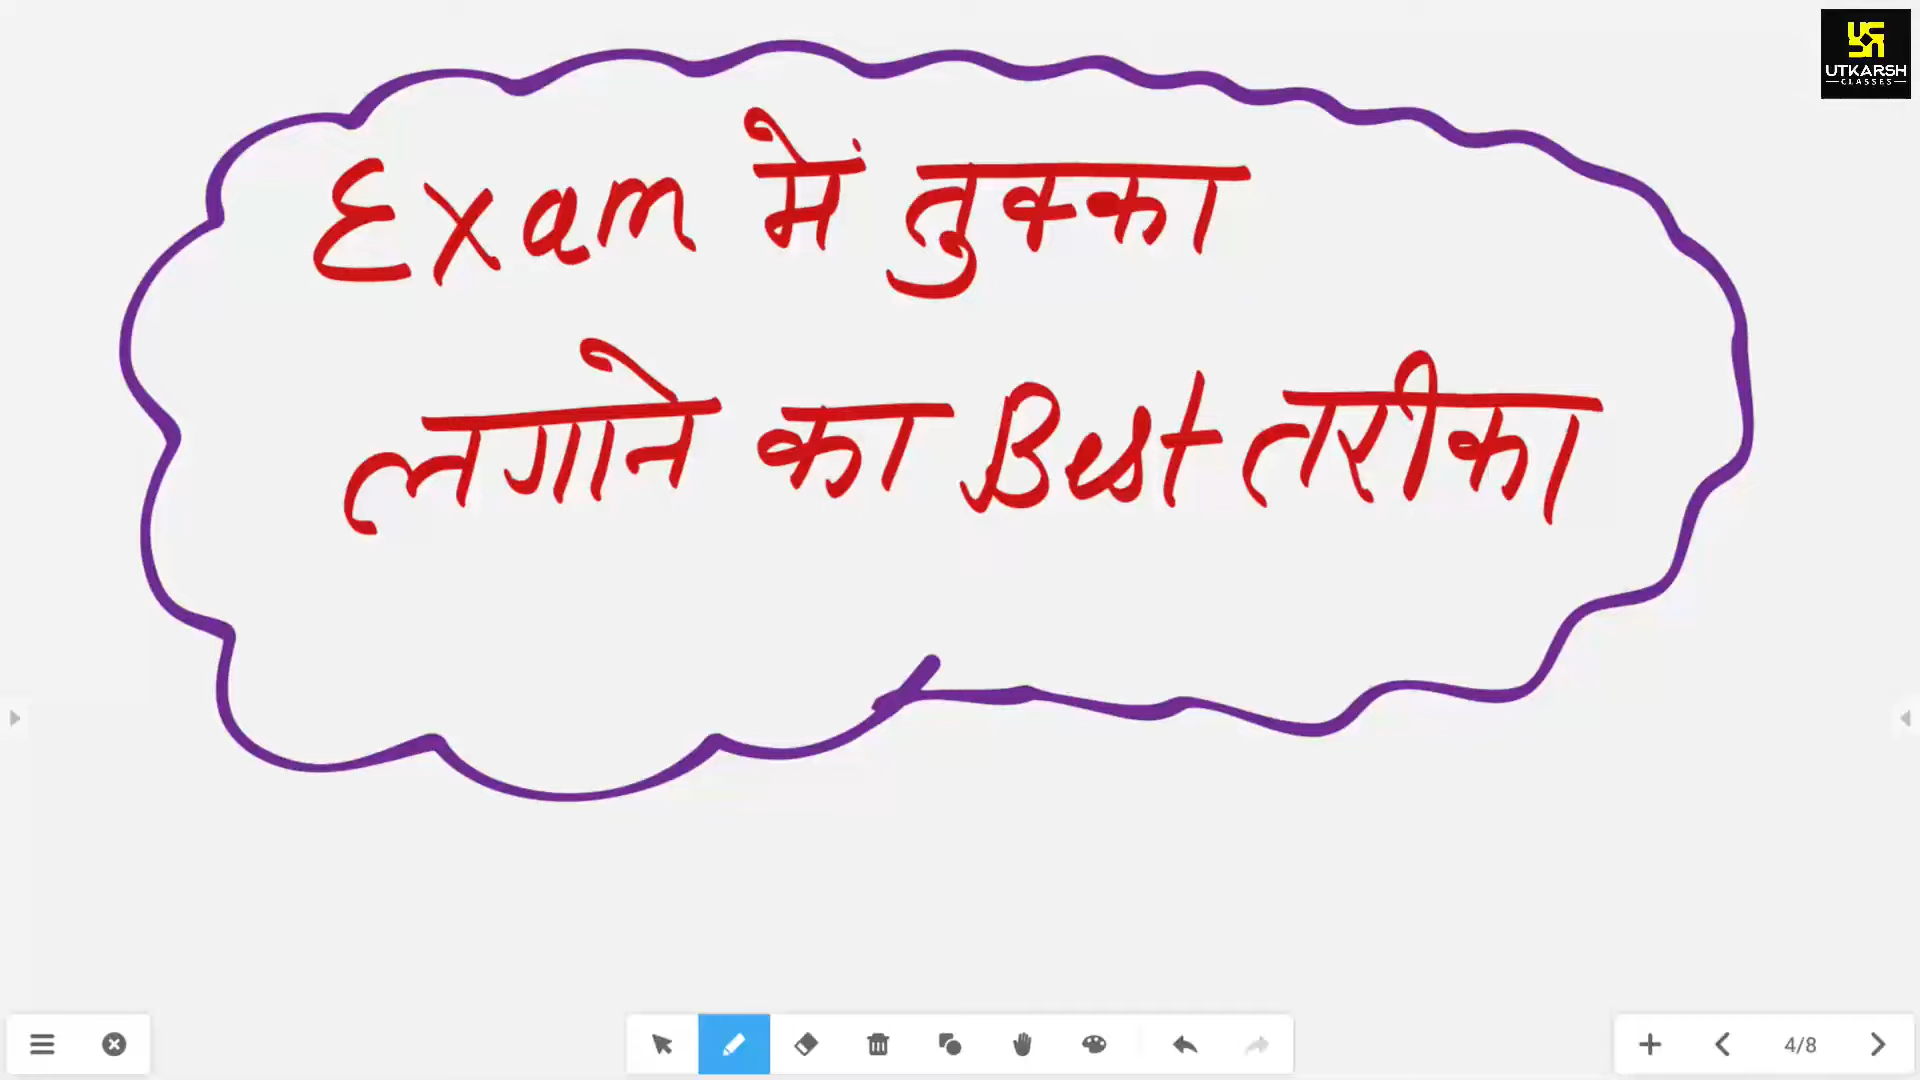 UTKARSH
CLASSES
Exam में तुक्का
लगाने का Best तरीका
4/8